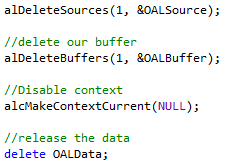 alDeleteSources(1, &OALSource);
//delete our buffer
alDeleteBuffers(1, &OALBuffer);
//Disable context
alcMakeContextCurrent(NULL);
//release the data
delete OALData;